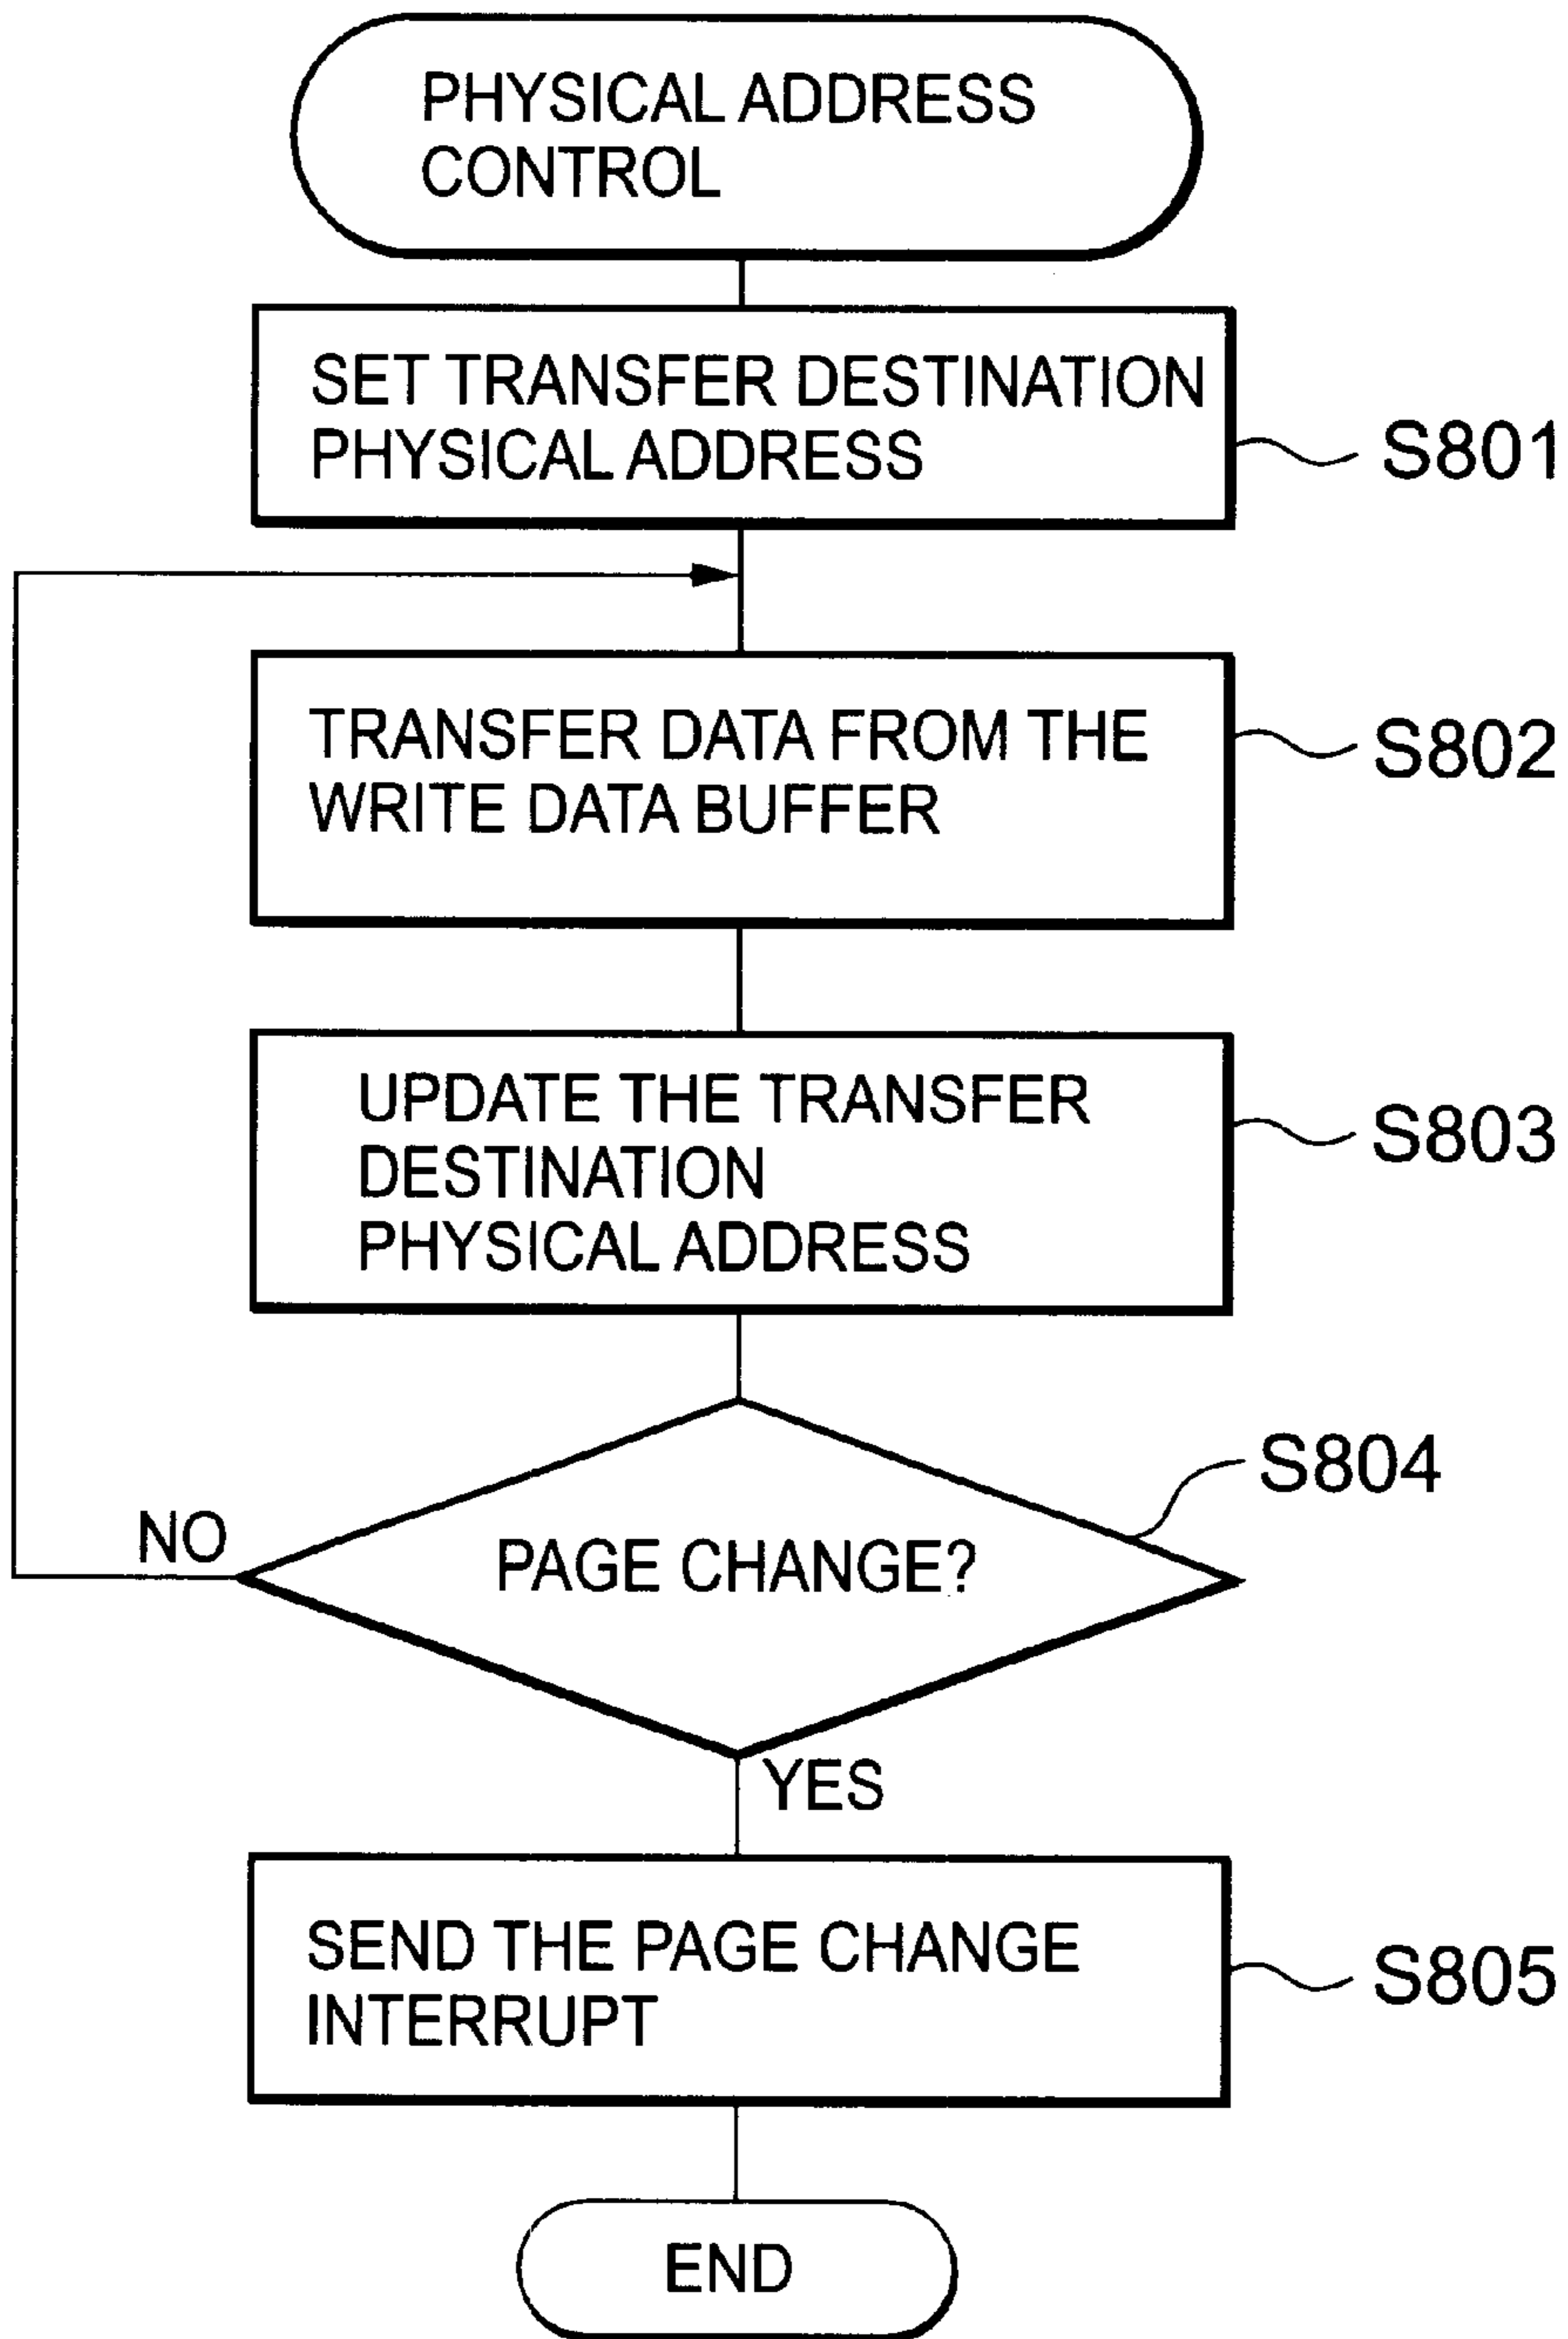 PHYSICAL ADDRESS
CONTROL
SET TRANSFER DESTINATION
PHYSICAL ADDRESS
S801
TRANSFER DATA FROM THE
WRITE DATA BUFFER
S802
UPDATE THE TRANSFER
DESTINATION
PHYSICAL ADDRESS
S803
S804
NO
PAGE CHANGE?
YES
SEND THE PAGE CHANGE
INTERRUPT
S805
END